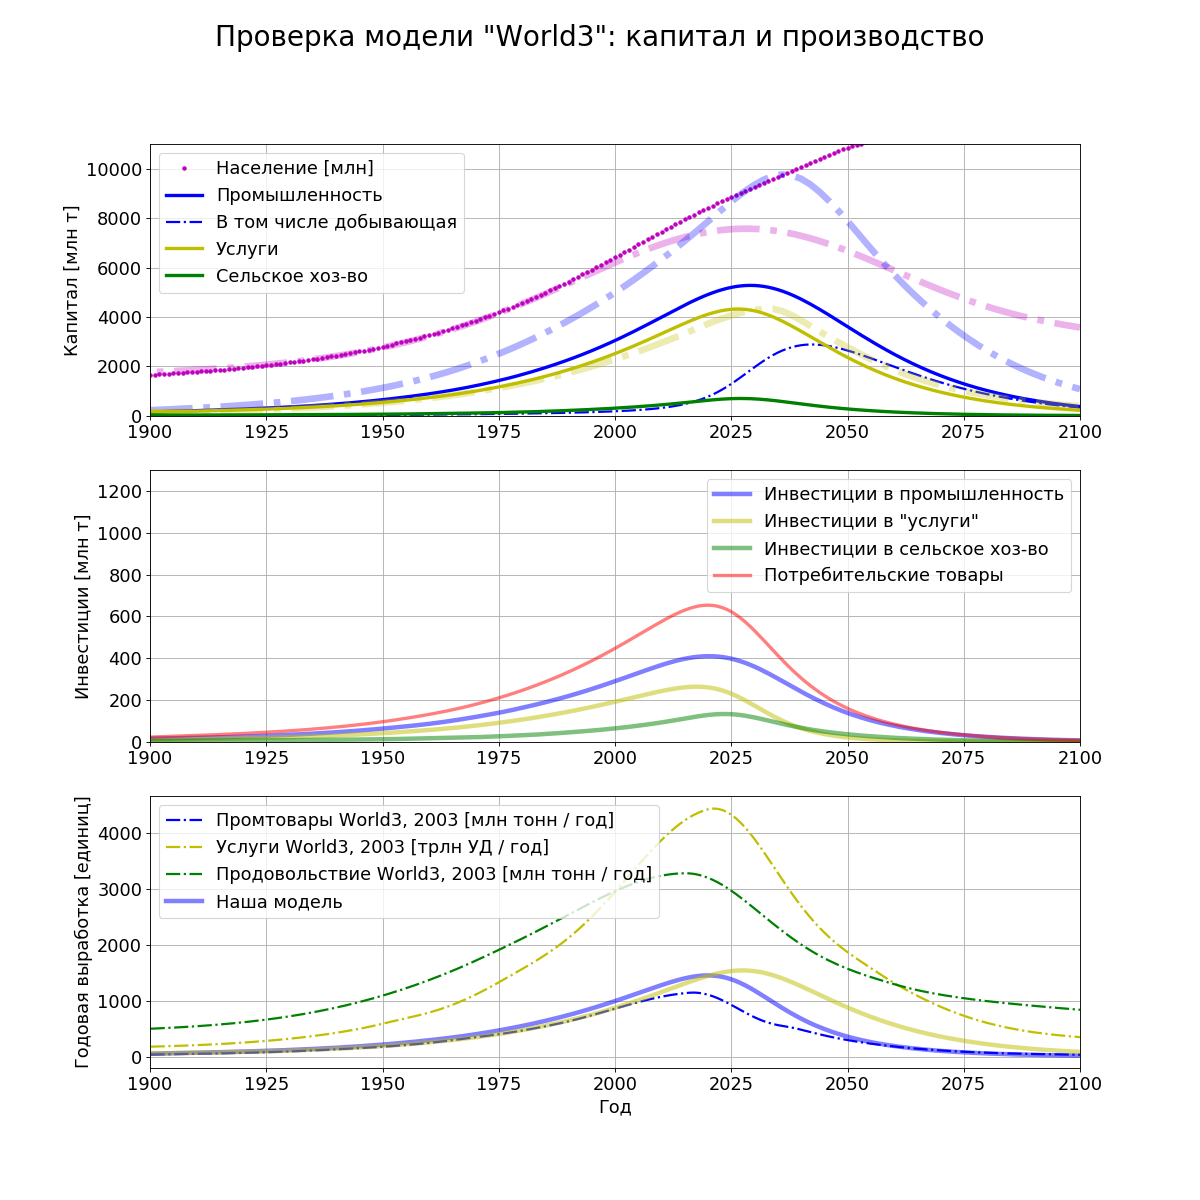 Проверка модели "World3": капитал и производство
Капитал [млн т]
10000
8000
6000
4000
2000
0
Население [млн]
Промышленность
В том числе добывающая
Услуги
Сельское хоз-во
1900 1925 1950 1975 2000 2025 2050 2075 2100
Инвестиции [млн т]
1200
1000
800
600
400
200
0
Инвестиции в промышленность
Инвестиции в "услуги"
Инвестиции в сельское хоз-во
Потребительские товары
1900 1925 1950 1975 2000 2025 2050 2075 2100
Годовая выработка [единиц]
4000
3000
2000
1000
0
Промтовары World3, 2003 [млн тонн / год]
Услуги World3, 2003 [трлн УД / год]
Продовольствие World3, 2003 [млн тонн / год]
Наша модель
1900 1925 1950 1975 2000 2025 2050 2075 2100
Год